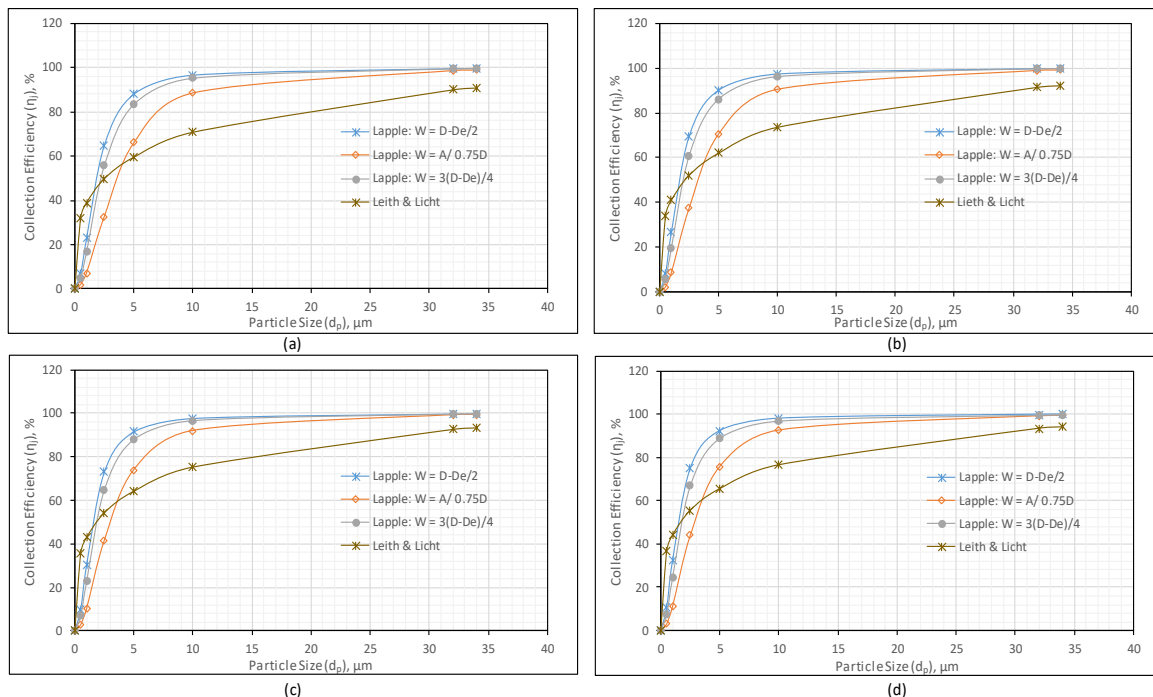 120
100
80
60
40
20
0
Collection Efficiency (ηj), %
Lapple: W = D-De/2
Lapple: W = A/ 0.75D
Lapple: W = 3(D-De)/4
Leith & Licht
0 5 10 15 20 25 30 35 40
Particle Size (dp), µm
(a)
120
100
80
60
40
20
0
Collection Efficiency (ηj), %
Lapple: W = D-De/2
Lapple: W = A/ 0.75D
Lapple: W = 3(D-De)/4
Leith & Licht
0 5 10 15 20 25 30 35 40
Particle Size (dp), µm
(b)
120
100
80
60
40
20
0
Collection Efficiency (ηj), %
Lapple: W = D-De/2
Lapple: W = A/ 0.75D
Lapple: W = 3(D-De)/4
Leith & Licht
0 5 10 15 20 25 30 35 40
Particle Size (dp), µm
(c)
120
100
80
60
40
20
0
Collection Efficiency (ηj), %
Lapple: W = D-De/2
Lapple: W = A/ 0.75D
Lapple: W = 3(D-De)/4
Leith & Licht
0 5 10 15 20 25 30 35 40
Particle Size (dp), µm
(d)